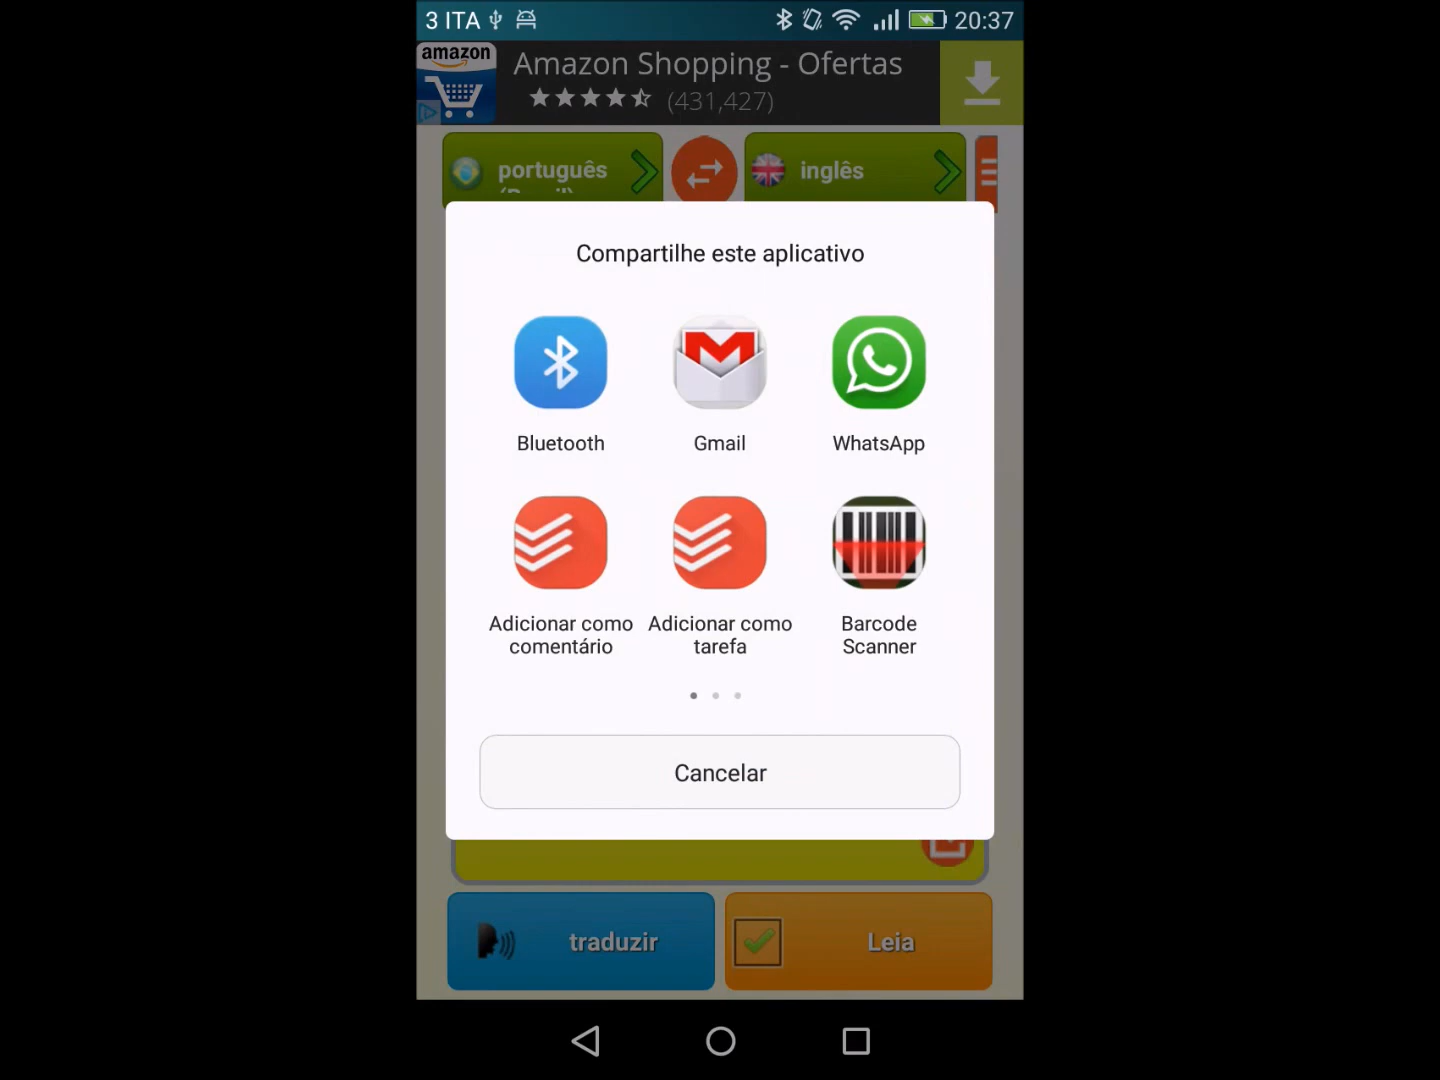 3 ITA 20:37
amazon
Amazon Shopping - Ofertas
(431,427)
português
inglês
Compartilhe este aplicativo
Bluetooth Gmail WhatsApp
Adicionar como comentário
Adicionar como tarefa
Barcode Scanner
Cancelar
traduzir Leia